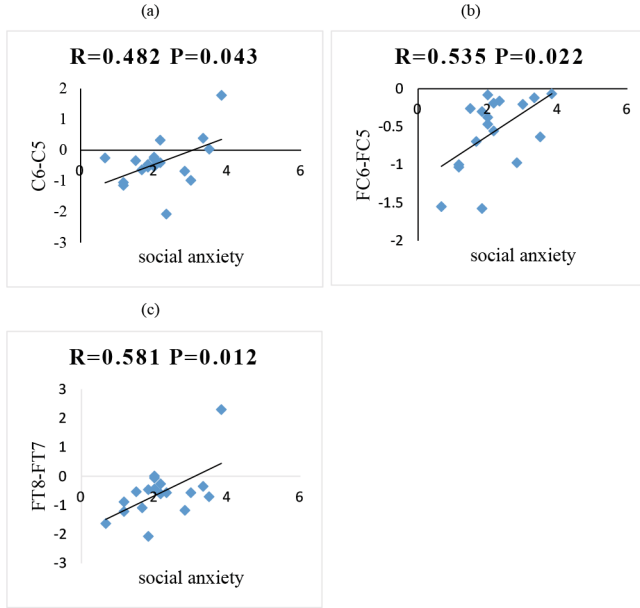 (a)
R=0.482 P=0.043
2
1
0
-1
-2
-3
0
2
4
6
C6-C5
social anxiety
(b)
R=0.535 P=0.022
0
-0.5
-1
-1.5
-2
0
2
4
6
FC6-FC5
social anxiety
(c)
R=0.581 P=0.012
3
2
1
0
-1
-2
-3
0
2
4
6
FT8-FT7
social anxiety